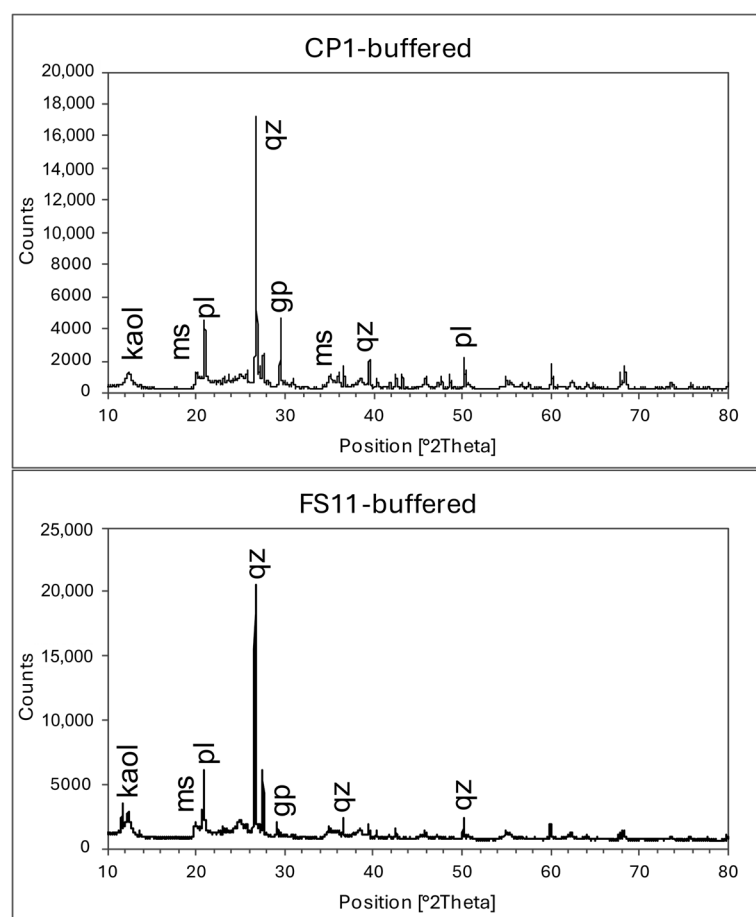 CP1-buffered
20,000
18,000
16,000
14,000
12,000
10,000
8000
6000
4000
2000
0
Counts
kaol
ms
pl
qz
gp
ms
qz
pl
10 20 30 40 50 60 70 80
Position [°2Theta]
FS11-buffered
25,000
20,000
15,000
10,000
5000
0
Counts
kaol
ms
pl
qz
gp
qz
qz
10 20 30 40 50 60 70 80
Position [°2Theta]